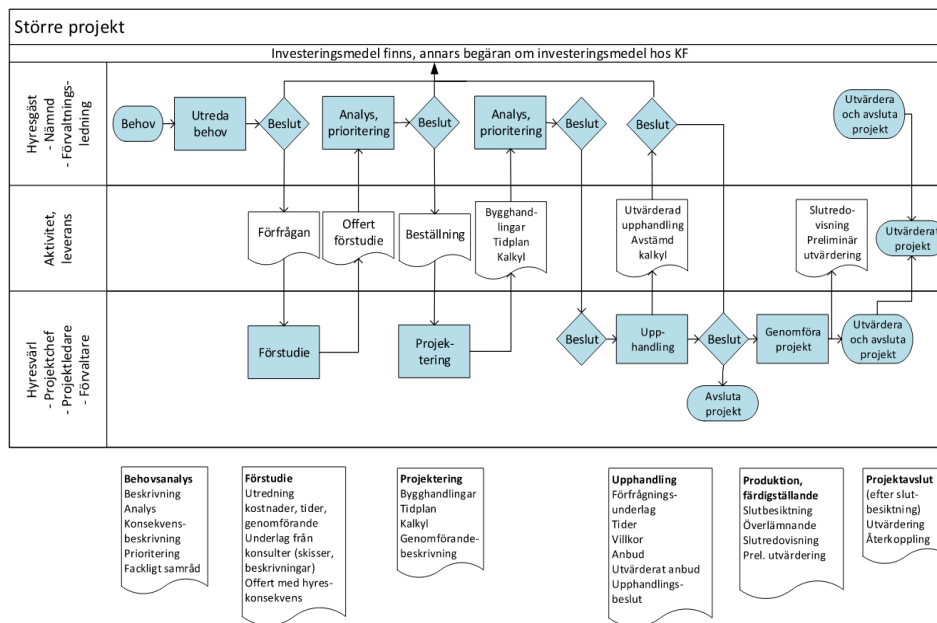 Större projekt
Investeringsmedel finns, annars begäran om investeringsmedel hos KF
Hyresgäst
- Nämnd
- Förvaltnings-
ledning
Behov
Utreda
behov
Beslut
Analys,
prioritering
Beslut
Analys,
prioritering
Beslut
Beslut
Utvärdera
och avsluta
projekt
Aktivitet,
leverans
Förfrågan
Offert
förstudie
Beställning
Bygghand-
lingar
Tidplan
Kalkyl
Utvärderad
upphandling
Avstämd
kalkyl
Slutredo-
visning
Preliminär
utvärdering
Utvärderat
projekt
Hyresvärl
- Projektchef
- Projektledare
- Förvaltare
Förstudie
Projek-
tering
Beslut
Upp-
handling
Beslut
Genomföra
projekt
Utvärdera
och avsluta
projekt
Avsluta
projekt
Behovsanalys
Beskrivning
Analys
Konsekvens-
beskrivning
Prioritering
Fackligt samråd
Förstudie
Utredning
kostnader, tider,
genomförande
Underlag från
konsulter (skisser,
beskrivningar)
Offert med hyres-
konsekvens
Projektering
Bygghandlingar
Tidplan
Kalkyl
Genomförande-
beskrivning
Upphandling
Förfrågnings-
underlag
Tider
Villkor
Anbud
Utvärderat anbud
Upphandlings-
beslut
Produktion,
färdigställande
Slutbesiktning
Överlämnande
Slutredovisning
Prel. utvärdering
Projektavslut
(efter slut-
besiktning)
Utvärdering
Återkoppling